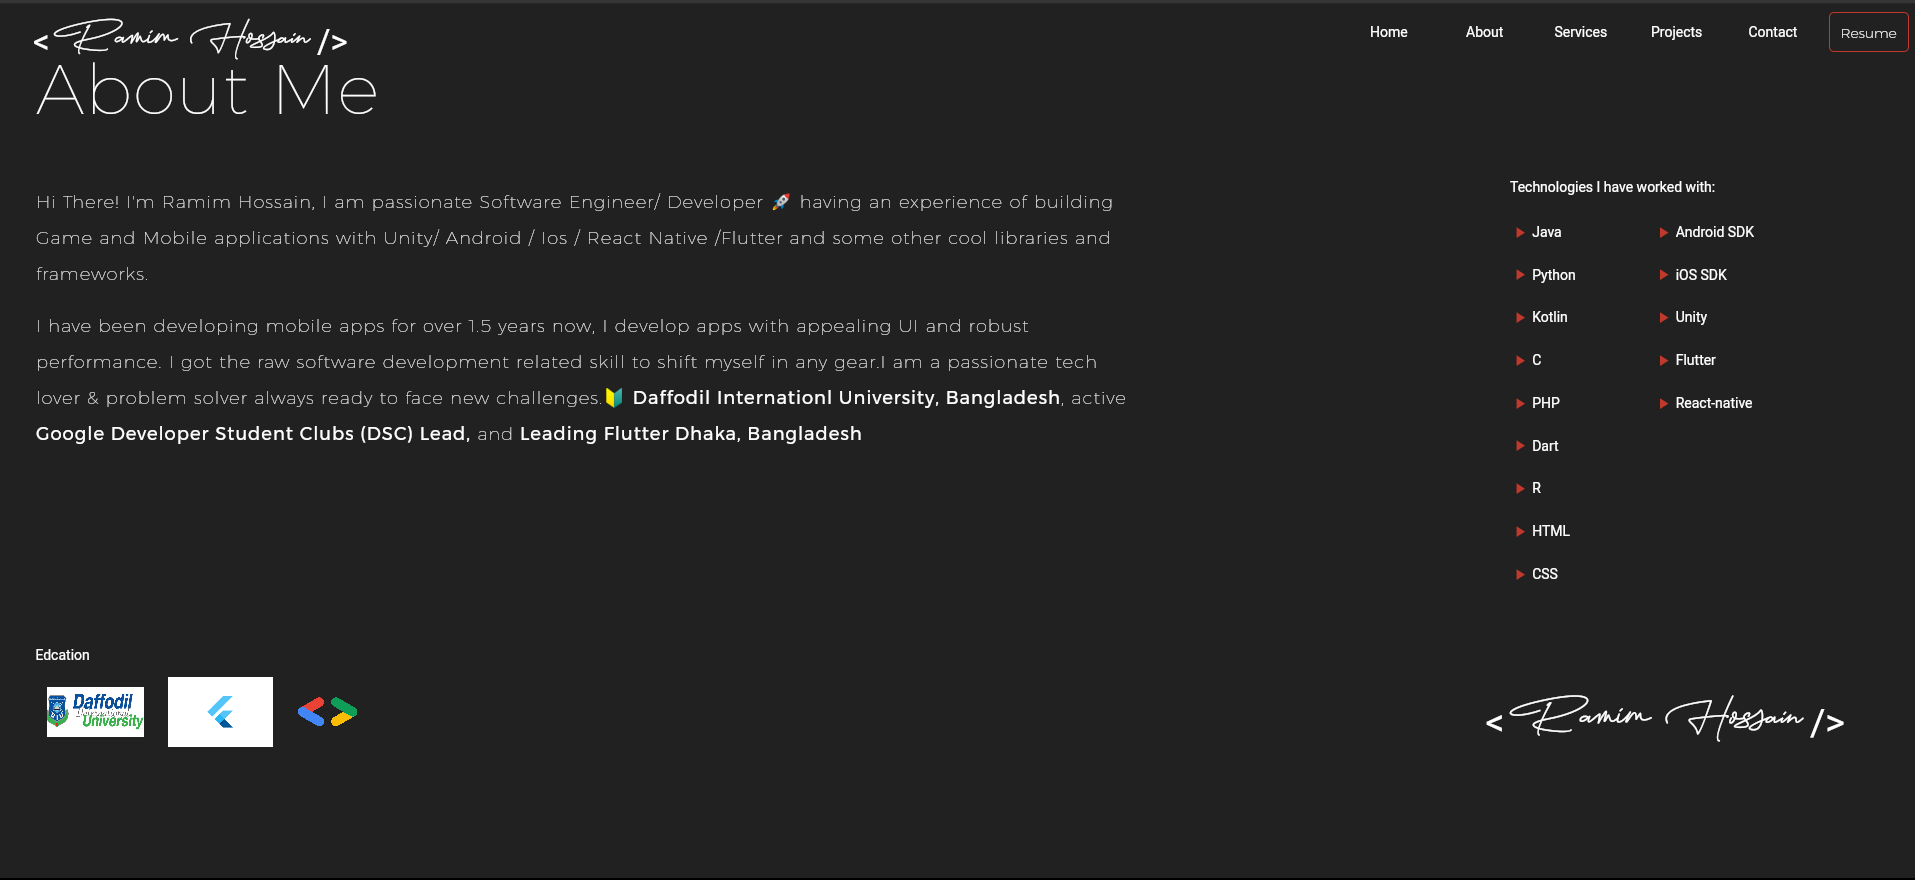 < Ramim Hossain />
Home About Services Projects Contact Resume
About Me
Hi There! I'm Ramim Hossain, I am passionate Software Engineer/ Developer 🚀 having an experience of building
Game and Mobile applications with Unity/ Android / Ios / React Native /Flutter and some other cool libraries and
frameworks.
I have been developing mobile apps for over 1.5 years now, I develop apps with appealing UI and robust
performance. I got the raw software development related skill to shift myself in any gear.I am a passionate tech
lover & problem solver always ready to face new challenges.🔰 Daffodil Internationl University, Bangladesh, active
Google Developer Student Clubs (DSC) Lead, and Leading Flutter Dhaka, Bangladesh
Technologies I have worked with:
Java
Python
Kotlin
C
PHP
Dart
R
HTML
CSS
Android SDK
iOS SDK
Unity
Flutter
React-native
Edcation
Daffodil
International
University
< Ramim Hossain />